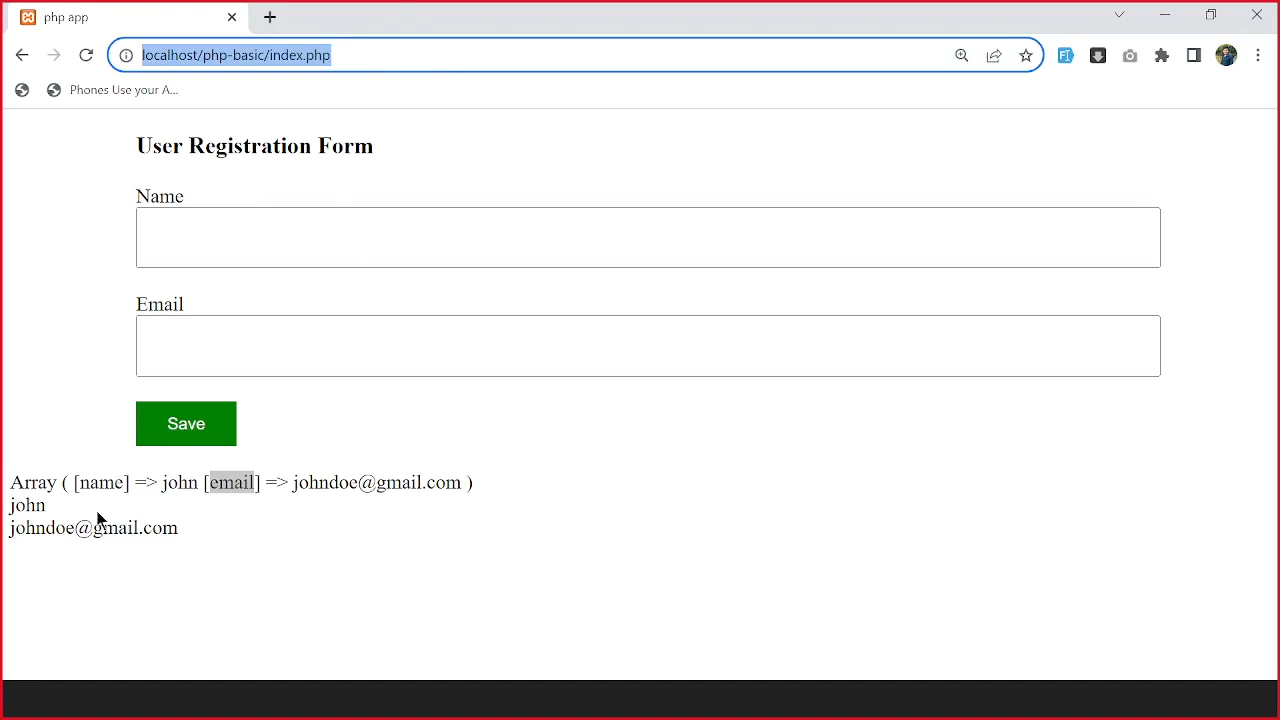 php app
localhost/php-basic/index.php
Phones Use your A...
User Registration Form
Name
Email
Save
Array ( [name] => john [email] => johndoe@gmail.com )
john
johndoe@gmail.com